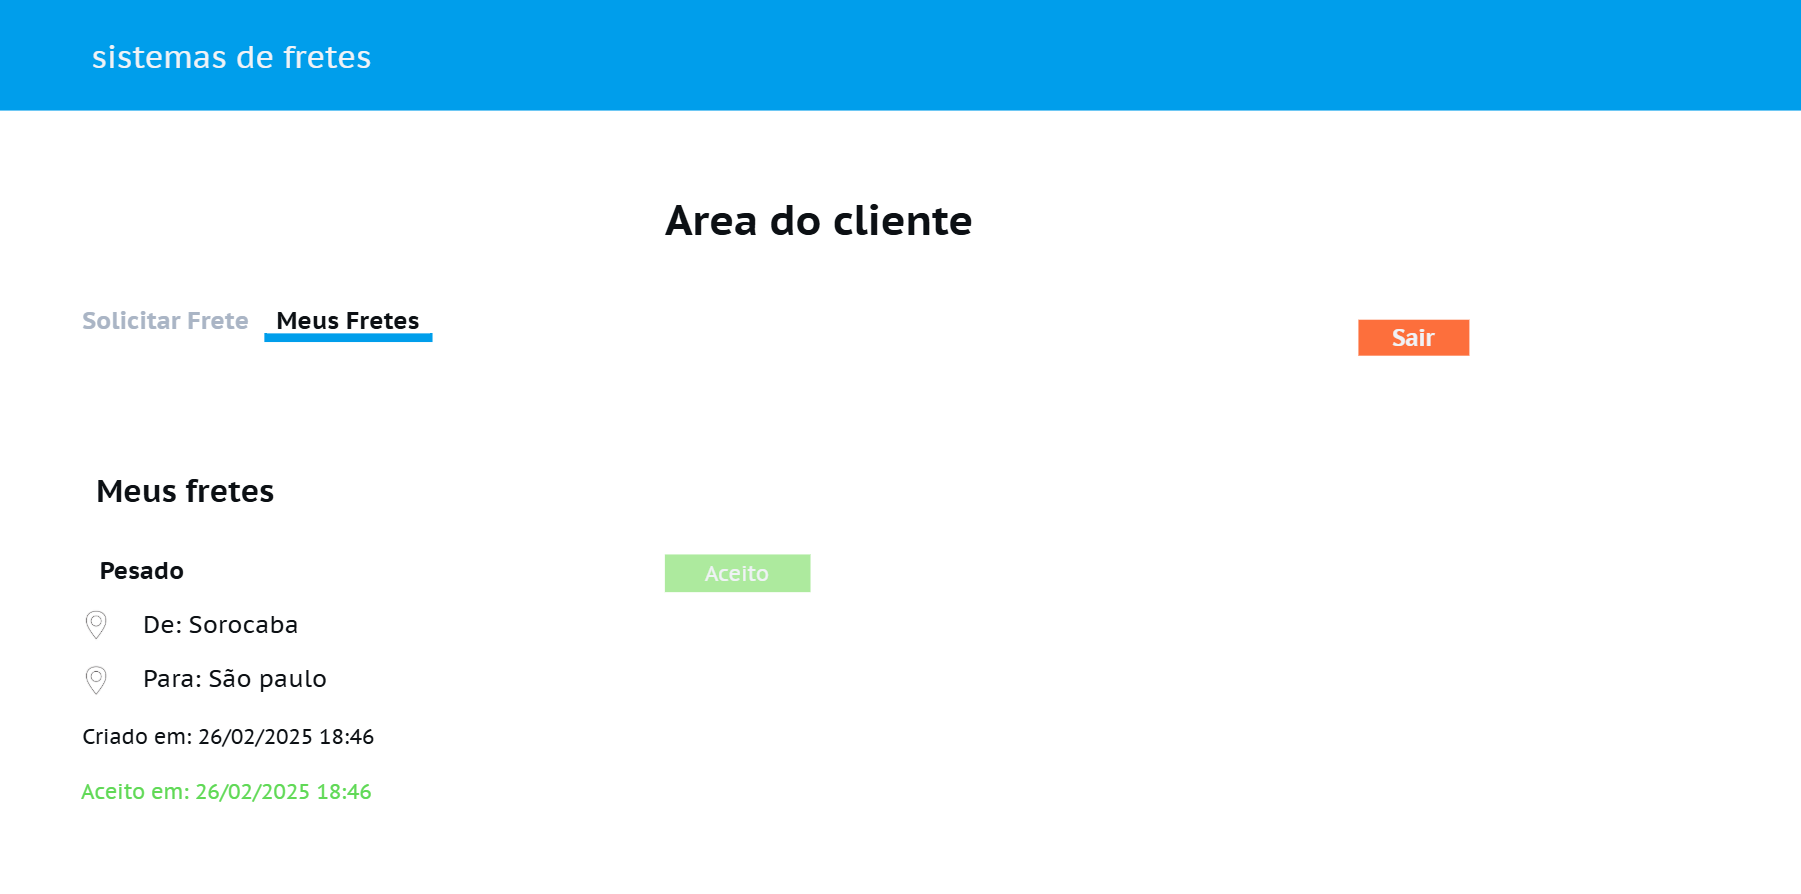 sistemas de fretes
Area do cliente
Solicitar Frete
Meus Fretes
Sair
Meus fretes
Pesado
Aceito
De: Sorocaba
Para: São paulo
Criado em: 26/02/2025 18:46
Aceito em: 26/02/2025 18:46